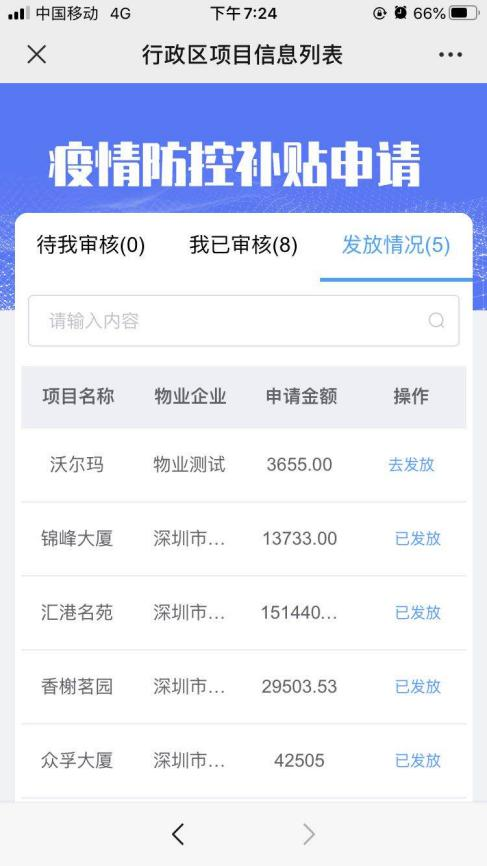 中国移动 4G 下午7:24 66%
行政区项目信息列表
疫情防控补贴申请
待我审核(0) 我已审核(8) 发放情况(5)
请输入内容
项目名称 物业企业 申请金额 操作
沃尔玛 物业测试 3655.00 去发放
锦峰大厦 深圳市... 13733.00 已发放
汇港名苑 深圳市... 151440... 已发放
香榭茗园 深圳市... 29503.53 已发放
众孚大厦 深圳市... 42505 已发放